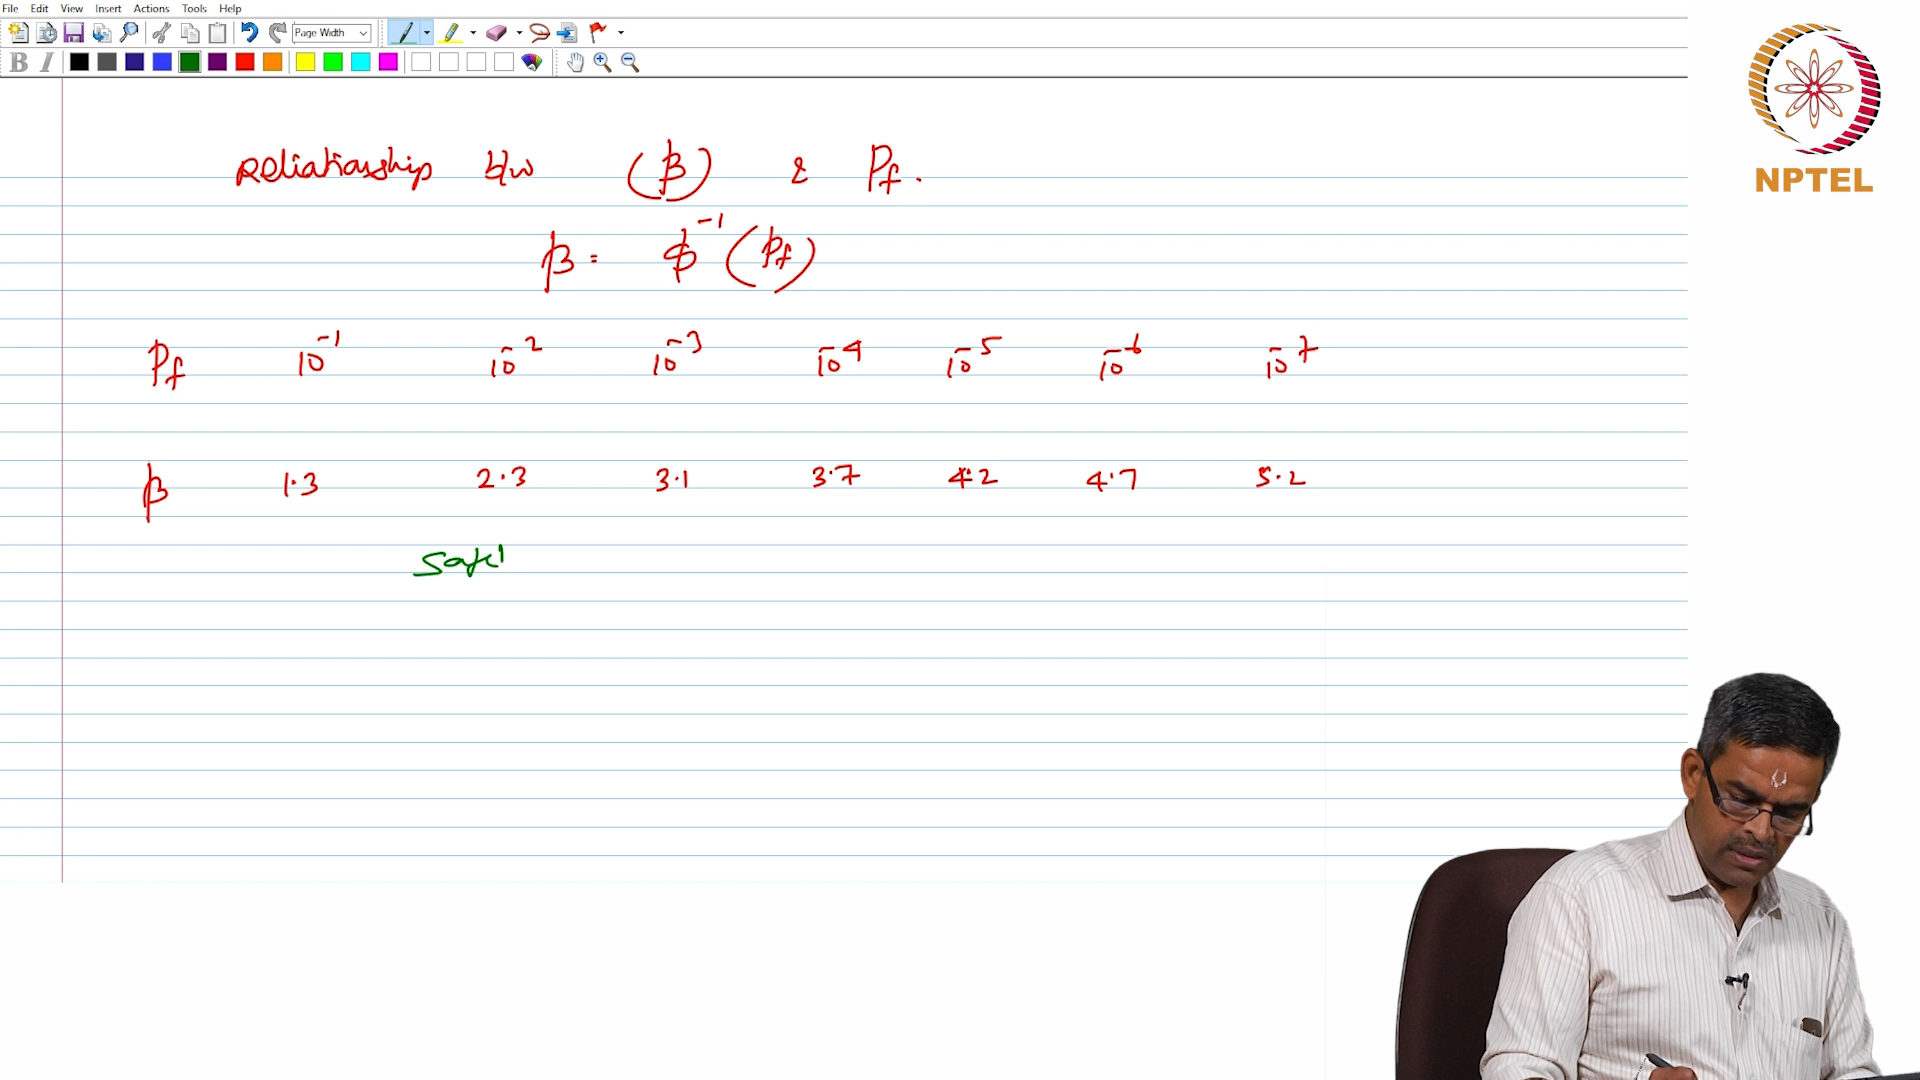 File Edit View Insert Actions Tools Help
Page Width
B I
NPTEL
Relationship b/w (β) & Pf.
β = ϕ⁻¹ (Pf)
Pf 10⁻¹ 10⁻² 10⁻³ 10⁻⁴ 10⁻⁵ 10⁻⁶ 10⁻⁷
β 1.3 2.3 3.1 3.7 4.2 4.7 5.2